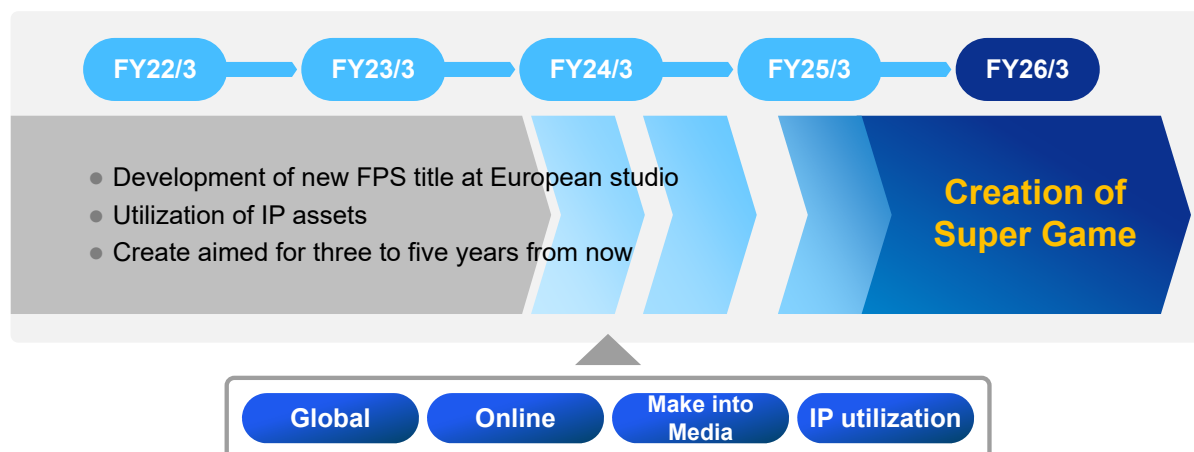 FY22/3 FY23/3 FY24/3 FY25/3 FY26/3
Development of new FPS title at European studio
Utilization of IP assets
Create aimed for three to five years from now
Creation of
Super Game
Global
Online
Make into
Media
IP utilization